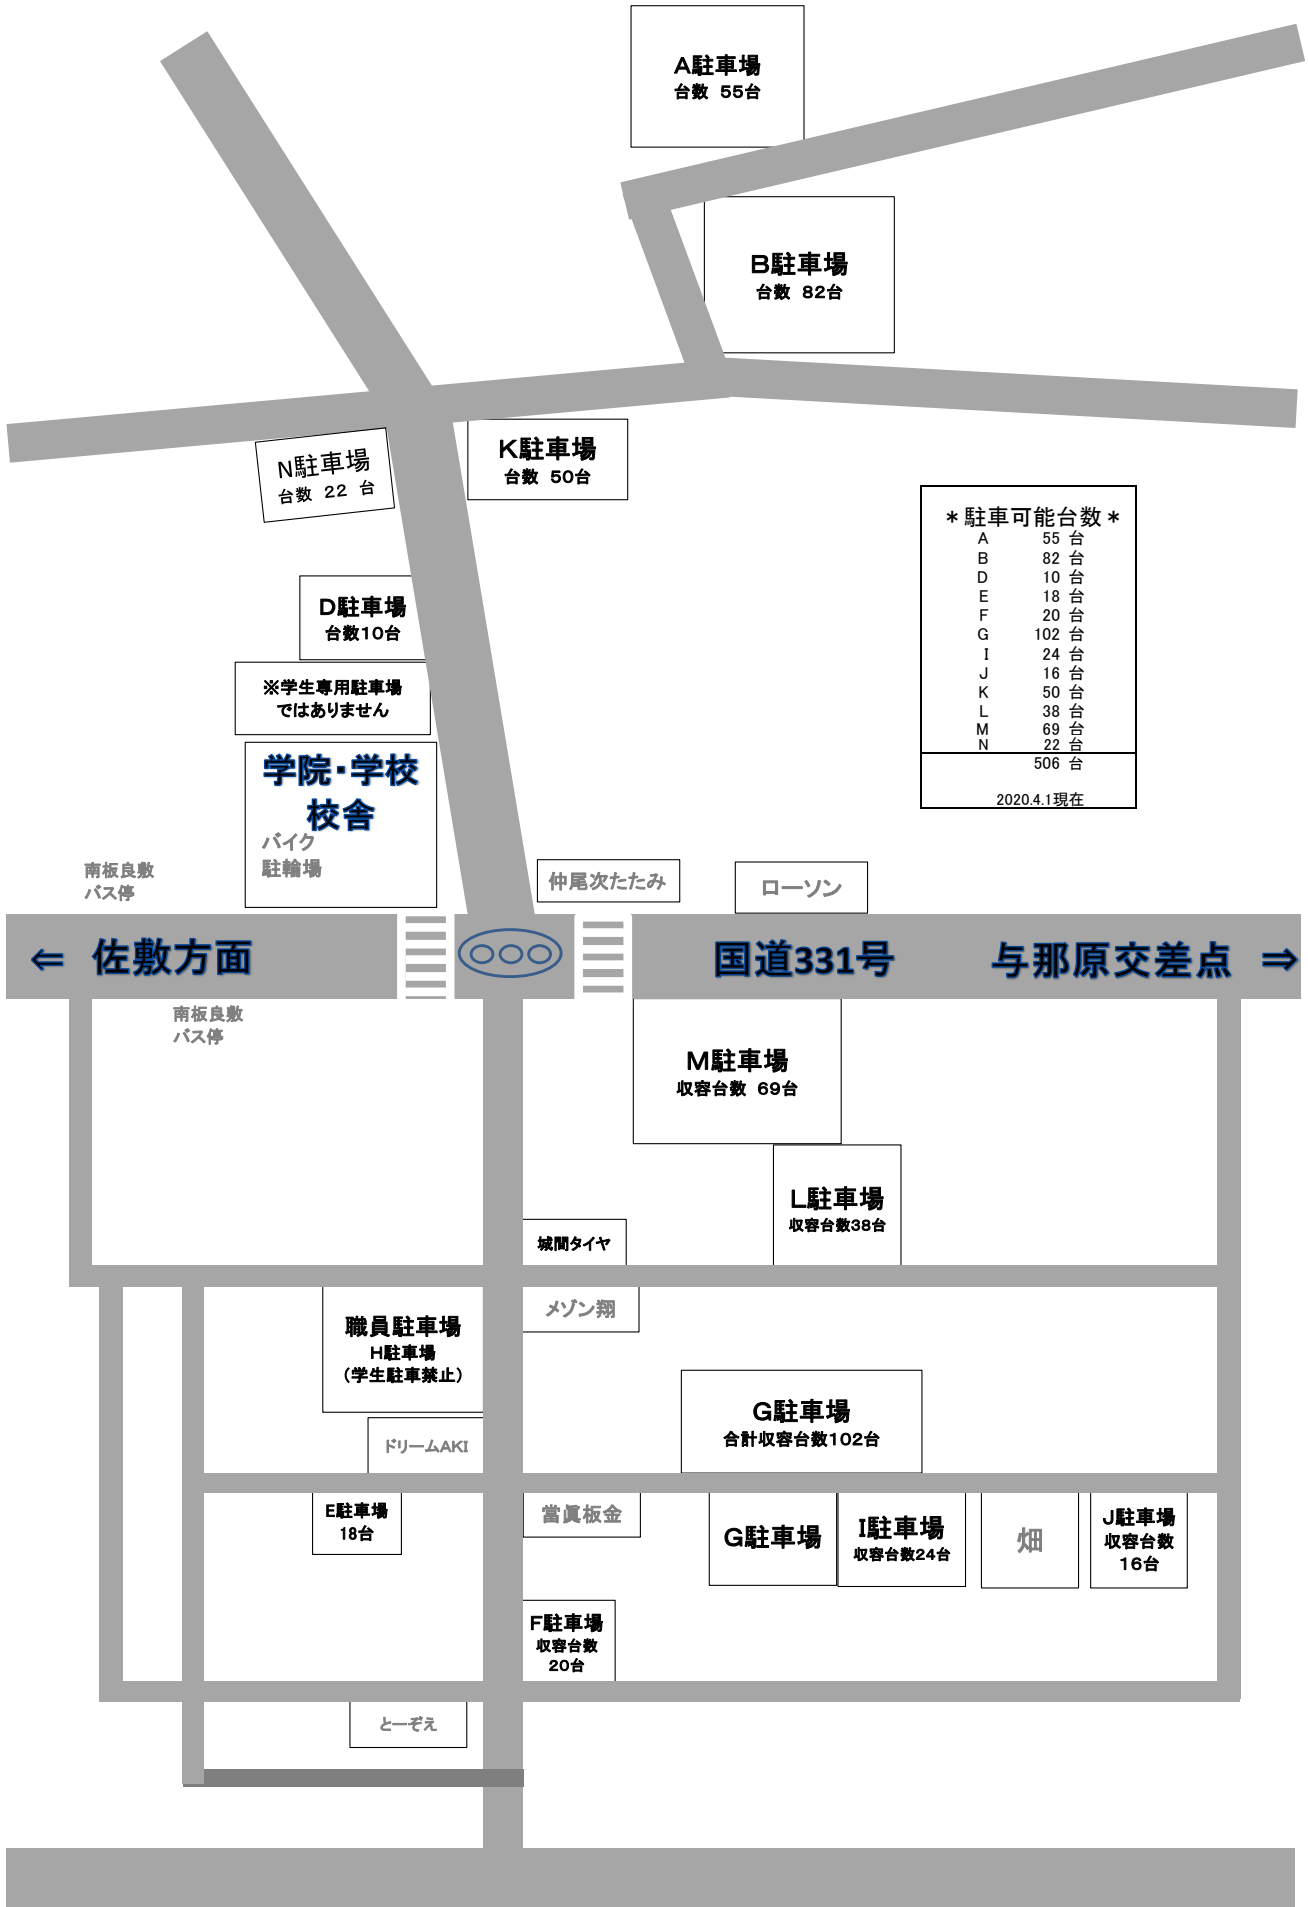 A駐車場
台数 55台
B駐車場
台数 82台
N駐車場
台数 22 台
K駐車場
台数 50台
＊駐車可能台数＊
A 55 台
B 82 台
D 10 台
E 18 台
F 20 台
G 102 台
I 24 台
J 16 台
K 50 台
L 38 台
M 69 台
N 22 台
506 台
2020.4.1現在
D駐車場
台数10台
※学生専用駐車場
ではありません
学院・学校
校舎
バイク
駐輪場
南板良敷
バス停
仲尾次たたみ
ローソン
⇐ 佐敷方面
国道331号
与那原交差点 ⇒
南板良敷
バス停
M駐車場
収容台数 69台
L駐車場
収容台数38台
城間タイヤ
メゾン翔
職員駐車場
H駐車場
（学生駐車禁止）
G駐車場
合計収容台数102台
ドリームAKI
E駐車場
18台
當眞板金
G駐車場
I駐車場
収容台数24台
畑
J駐車場
収容台数
16台
F駐車場
収容台数
20台
とーぞえ